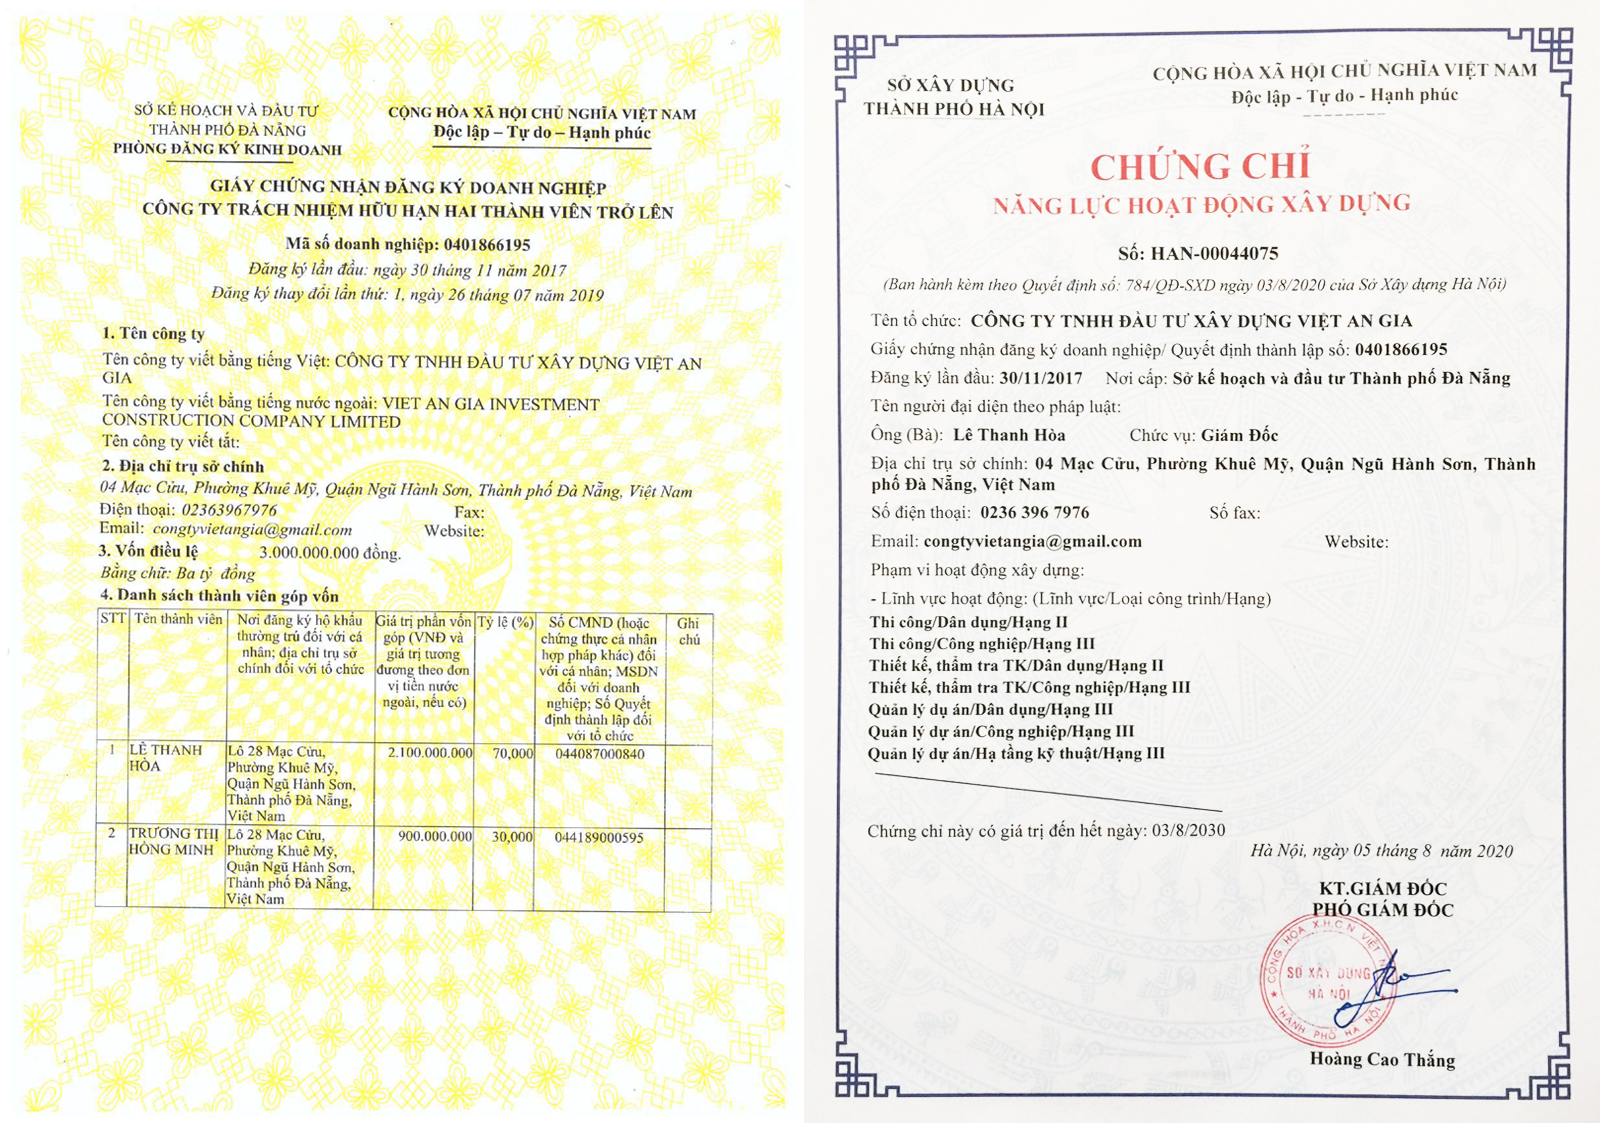 SỞ KẾ HOẠCH VÀ ĐẦU TƯ
THÀNH PHỐ ĐÀ NẴNG
PHÒNG ĐĂNG KÝ KINH DOANH
CỘNG HÒA XÃ HỘI CHỦ NGHĨA VIỆT NAM
Độc lập – Tự do – Hạnh phúc
GIẤY CHỨNG NHẬN ĐĂNG KÝ DOANH NGHIỆP
CÔNG TY TRÁCH NHIỆM HỮU HẠN HAI THÀNH VIÊN TRỞ LÊN
Mã số doanh nghiệp: 0401866195
Đăng ký lần đầu: ngày 30 tháng 11 năm 2017
Đăng ký thay đổi lần thứ: 1, ngày 26 tháng 07 năm 2019
1. Tên công ty
Tên công ty viết bằng tiếng Việt: CÔNG TY TNHH ĐẦU TƯ XÂY DỰNG VIỆT AN
GIA
Tên công ty viết bằng tiếng nước ngoài: VIET AN GIA INVESTMENT
CONSTRUCTION COMPANY LIMITED
Tên công ty viết tắt:
2. Địa chỉ trụ sở chính
04 Mạc Cửu, Phường Khuê Mỹ, Quận Ngũ Hành Sơn, Thành phố Đà Nẵng, Việt Nam
Điện thoại: 02363967976 Fax:
Email: congtyvietangia@gmail.com Website:
3. Vốn điều lệ 3.000.000.000 đồng.
Bằng chữ: Ba tỷ đồng
4. Danh sách thành viên góp vốn
STT Tên thành viên Nơi đăng ký hộ khẩu Giá trị phần vốn Tỷ lệ (%) Số CMND (hoặc Ghi
thường trú đối với cá góp (VNĐ và chứng thực cá nhân chú
nhân; địa chỉ trụ sở giá trị tương hợp pháp khác) đối
chính đối với tổ chức đương theo đơn với cá nhân; MSDN
vị tiền nước đối với doanh
ngoài, nếu có) nghiệp; Số Quyết
định thành lập đối
với tổ chức
1 LÊ THANH Lô 28 Mạc Cửu, 2.100.000.000 70,000 044087000840
HÒA Phường Khuê Mỹ,
Quận Ngũ Hành Sơn,
Thành phố Đà Nẵng,
Việt Nam
2 TRƯƠNG THỊ Lô 28 Mạc Cửu, 900.000.000 30,000 044189000595
HỒNG MINH Phường Khuê Mỹ,
Quận Ngũ Hành Sơn,
Thành phố Đà Nẵng,
Việt Nam
SỞ XÂY DỰNG
THÀNH PHỐ HÀ NỘI
CỘNG HÒA XÃ HỘI CHỦ NGHĨA VIỆT NAM
Độc lập - Tự do - Hạnh phúc
CHỨNG CHỈ
NĂNG LỰC HOẠT ĐỘNG XÂY DỰNG
Số: HAN-00044075
(Ban hành kèm theo Quyết định số: 784/QĐ-SXD ngày 03/8/2020 của Sở Xây dựng Hà Nội)
Tên tổ chức: CÔNG TY TNHH ĐẦU TƯ XÂY DỰNG VIỆT AN GIA
Giấy chứng nhận đăng ký doanh nghiệp/ Quyết định thành lập số: 0401866195
Đăng ký lần đầu: 30/11/2017 Nơi cấp: Sở kế hoạch và đầu tư Thành phố Đà Nẵng
Tên người đại diện theo pháp luật:
Ông (Bà): Lê Thanh Hòa Chức vụ: Giám Đốc
Địa chỉ trụ sở chính: 04 Mạc Cửu, Phường Khuê Mỹ, Quận Ngũ Hành Sơn, Thành
phố Đà Nẵng, Việt Nam
Số điện thoại: 0236 396 7976 Số fax:
Email: congtyvietangia@gmail.com Website:
Phạm vi hoạt động xây dựng:
- Lĩnh vực hoạt động: (Lĩnh vực/Loại công trình/Hạng)
Thi công/Dân dụng/Hạng II
Thi công/Công nghiệp/Hạng III
Thiết kế, thẩm tra TK/Dân dụng/Hạng II
Thiết kế, thẩm tra TK/Công nghiệp/Hạng III
Quản lý dự án/Dân dụng/Hạng III
Quản lý dự án/Công nghiệp/Hạng III
Quản lý dự án/Hạ tầng kỹ thuật/Hạng III
Chứng chỉ này có giá trị đến hết ngày: 03/8/2030
Hà Nội, ngày 05 tháng 8 năm 2020
KT.GIÁM ĐỐC
PHÓ GIÁM ĐỐC
CỘNG HÒA X.H.C.N VIỆT N
SỞ XÂY DỰNG
HÀ NỘI
THÀNH PHỐ HÀ NỘI
Hoàng Cao Thắng